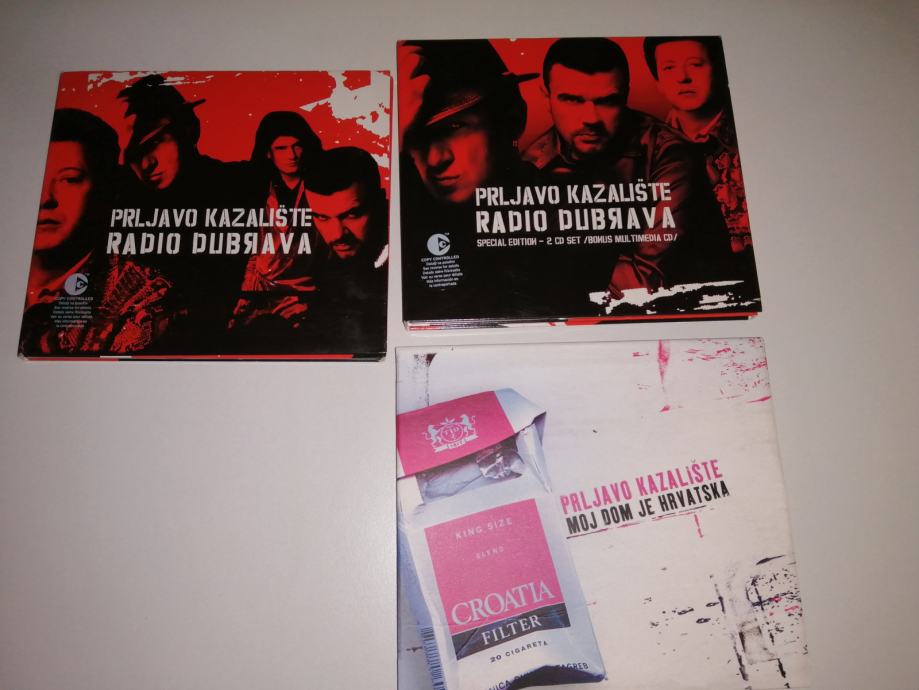 PRLJAVO KAZALIŠTE
RADIO DUBRAVA
COPY CONTROLLED
PRLJAVO KAZALIŠTE
RADIO DUBRAVA
SPECIAL EDITION - 2 CD SET /BONUS MULTIMEDIA CD/
COPY CONTROLLED
PRLJAVO KAZALIŠTE
MOJ DOM JE HRVATSKA
KING SIZE
BLEND
CROATIA
FILTER
20 CIGARETA
ZAGREB